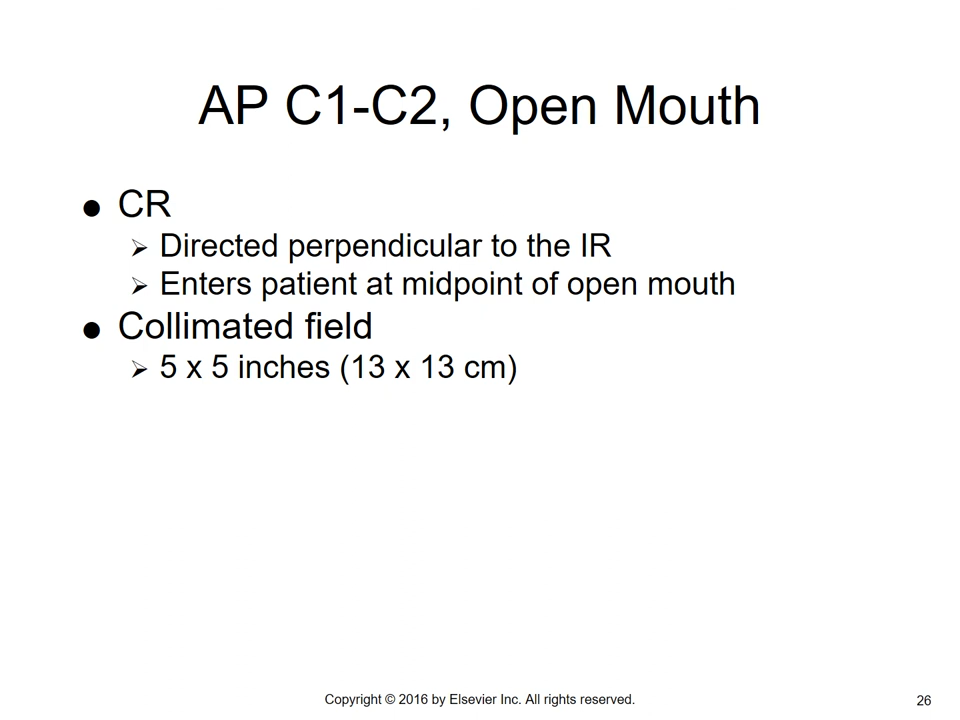 AP C1-C2, Open Mouth
● CR
➢ Directed perpendicular to the IR
➢ Enters patient at midpoint of open mouth
● Collimated field
➢ 5 x 5 inches (13 x 13 cm)
Copyright © 2016 by Elsevier Inc. All rights reserved.
26